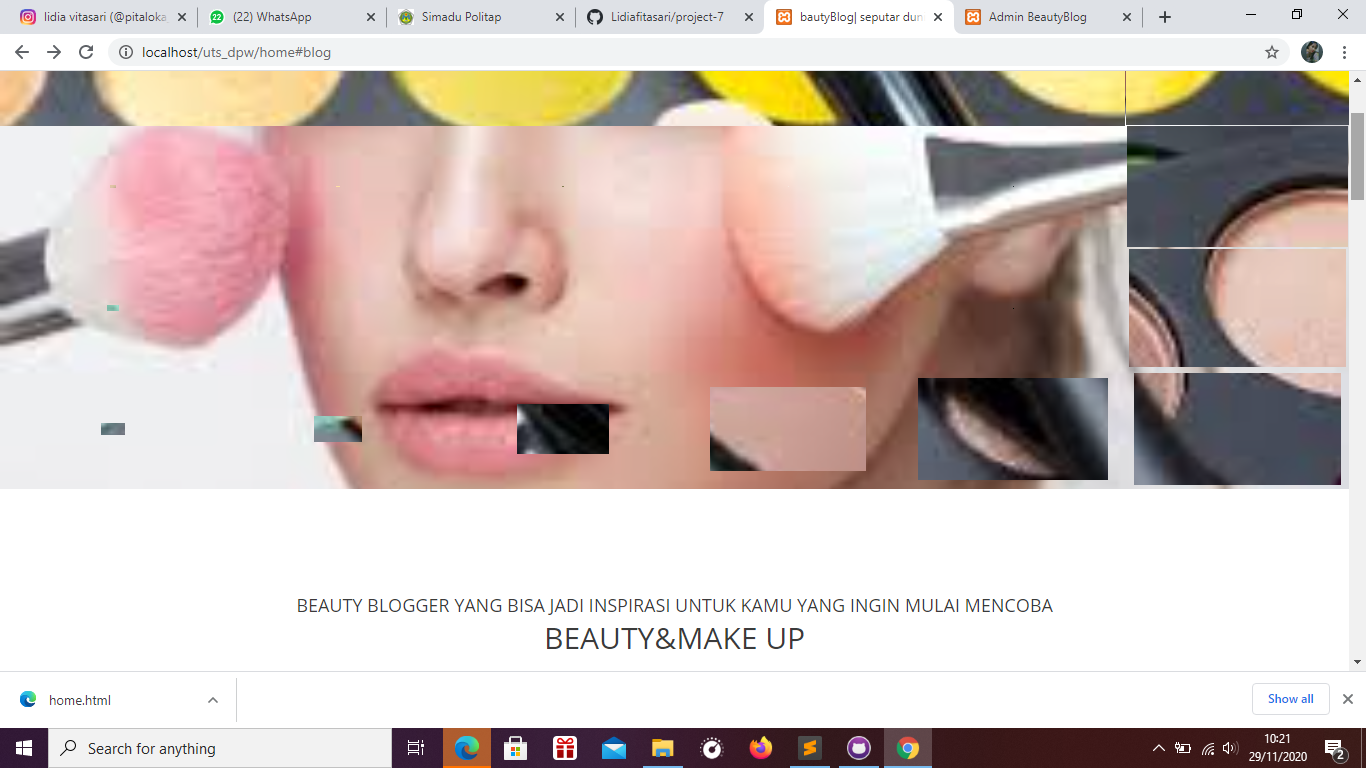 lidia vitasari (@pitaloka
(22) WhatsApp
Simadu Politap
Lidiafitasari/project-7
bautyBlog| seputar dun
Admin BeautyBlog
localhost/uts_dpw/home#blog
BEAUTY BLOGGER YANG BISA JADI INSPIRASI UNTUK KAMU YANG INGIN MULAI MENCOBA
BEAUTY&MAKE UP
home.html
Show all
Search for anything
10:21
29/11/2020
2